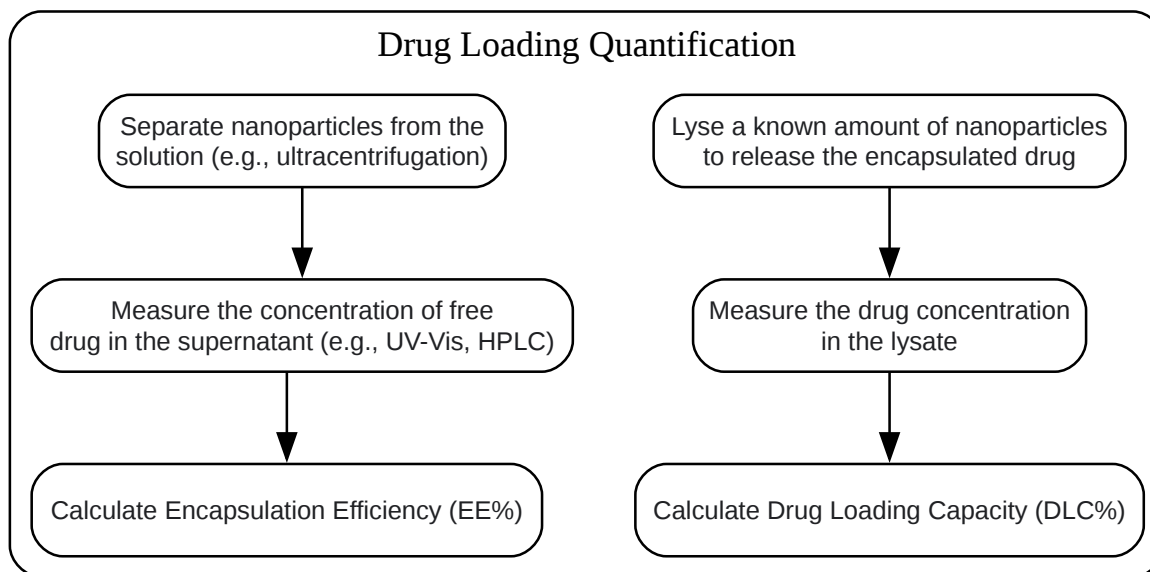 Drug Loading Quantification
Separate nanoparticles from the
solution (e.g., ultracentrifugation)
Measure the concentration of free
drug in the supernatant (e.g., UV-Vis, HPLC)
Calculate Encapsulation Efficiency (EE%)
Lyse a known amount of nanoparticles
to release the encapsulated drug
Measure the drug concentration
in the lysate
Calculate Drug Loading Capacity (DLC%)